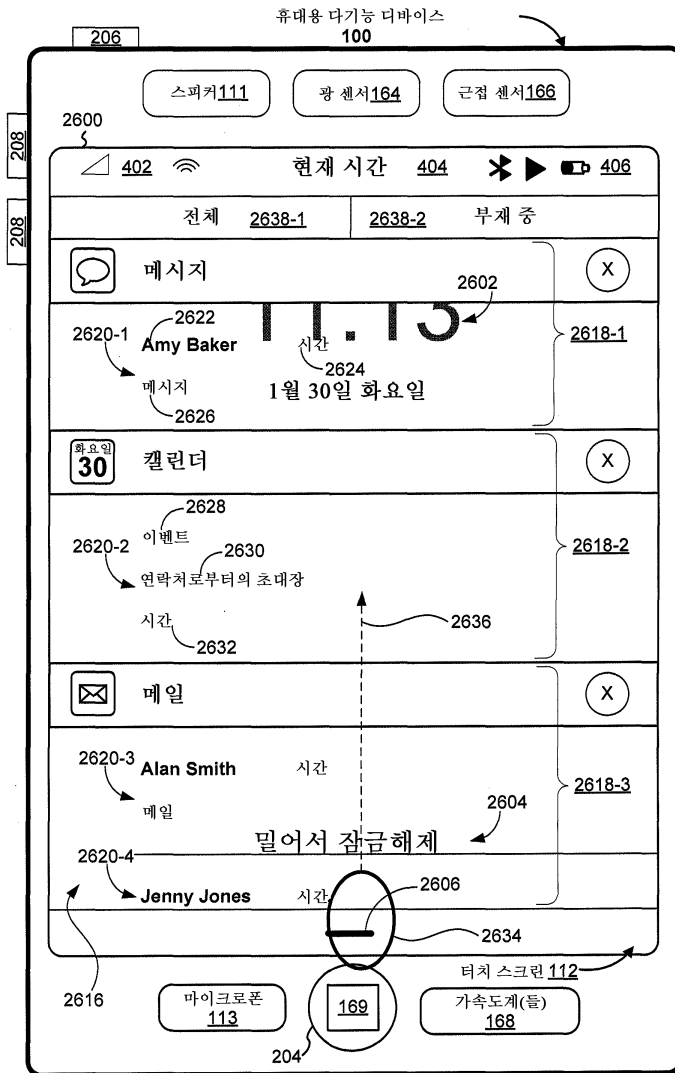 휴대용 다기능 디바이스
100
206
스피커111
광 센서164
근접 센서166
208
208
2600
402
현재 시간
404
406
전체 2638-1
2638-2 부재 중
메시지
X
11:13
2602
2618-1
2622
2620-1
Amy Baker
시간
2624
메시지
1월 30일 화요일
2626
화요일
30
캘린더
X
2628
이벤트
2618-2
2620-2
2630
연락처로부터의 초대장
시간
2636
2632
메일
X
2620-3
Alan Smith 시간
2618-3
메일
2604
밀어서 잠금해제
2620-4
2606
Jenny Jones 시간
2634
터치 스크린 112
2616
마이크로폰
113
169
가속도계(들)
168
204